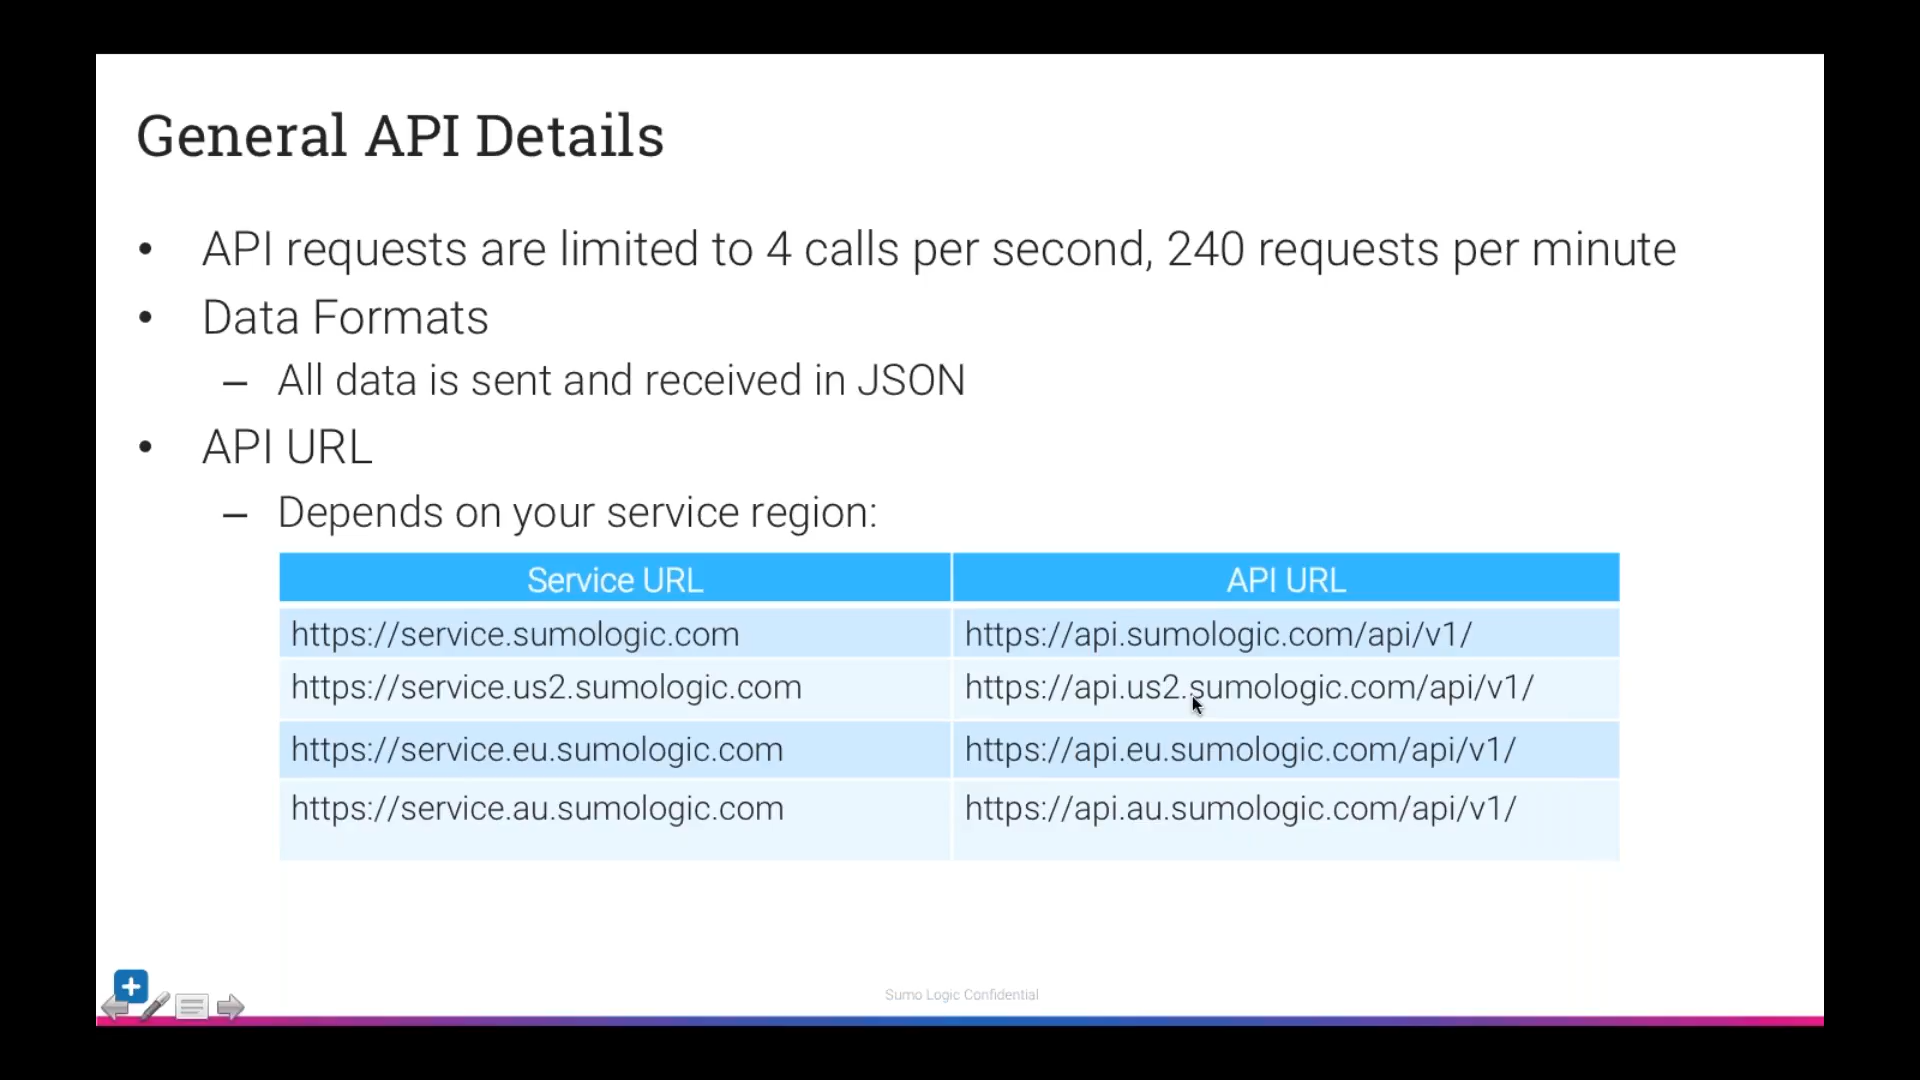 General API Details
• API requests are limited to 4 calls per second, 240 requests per minute
• Data Formats
– All data is sent and received in JSON
• API URL
– Depends on your service region:
Service URL API URL
https://service.sumologic.com https://api.sumologic.com/api/v1/
https://service.us2.sumologic.com https://api.us2.sumologic.com/api/v1/
https://service.eu.sumologic.com https://api.eu.sumologic.com/api/v1/
https://service.au.sumologic.com https://api.au.sumologic.com/api/v1/
Sumo Logic Confidential